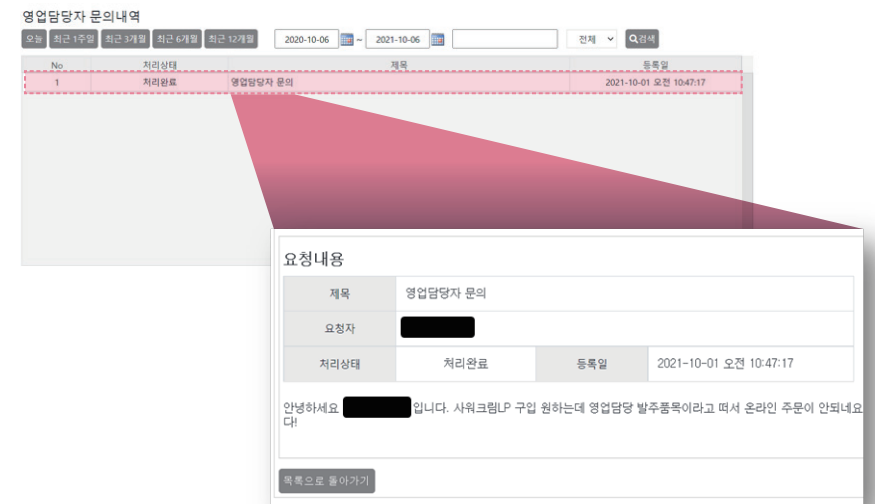 영업담당자 문의내역
오늘 최근 1주일 최근 3개월 최근 6개월 최근 12개월 2020-10-06 ~ 2021-10-06 전체 검색
No 처리상태 제목 등록일
1 처리완료 영업담당자 문의 2021-10-01 오전 10:47:17
요청내용
제목 영업담당자 문의
요청자
처리상태 처리완료 등록일 2021-10-01 오전 10:47:17
안녕하세요 입니다. 사워크림LP 구입 원하는데 영업담당 발주품목이라고 떠서 온라인 주문이 안되네요
다!
목록으로 돌아가기